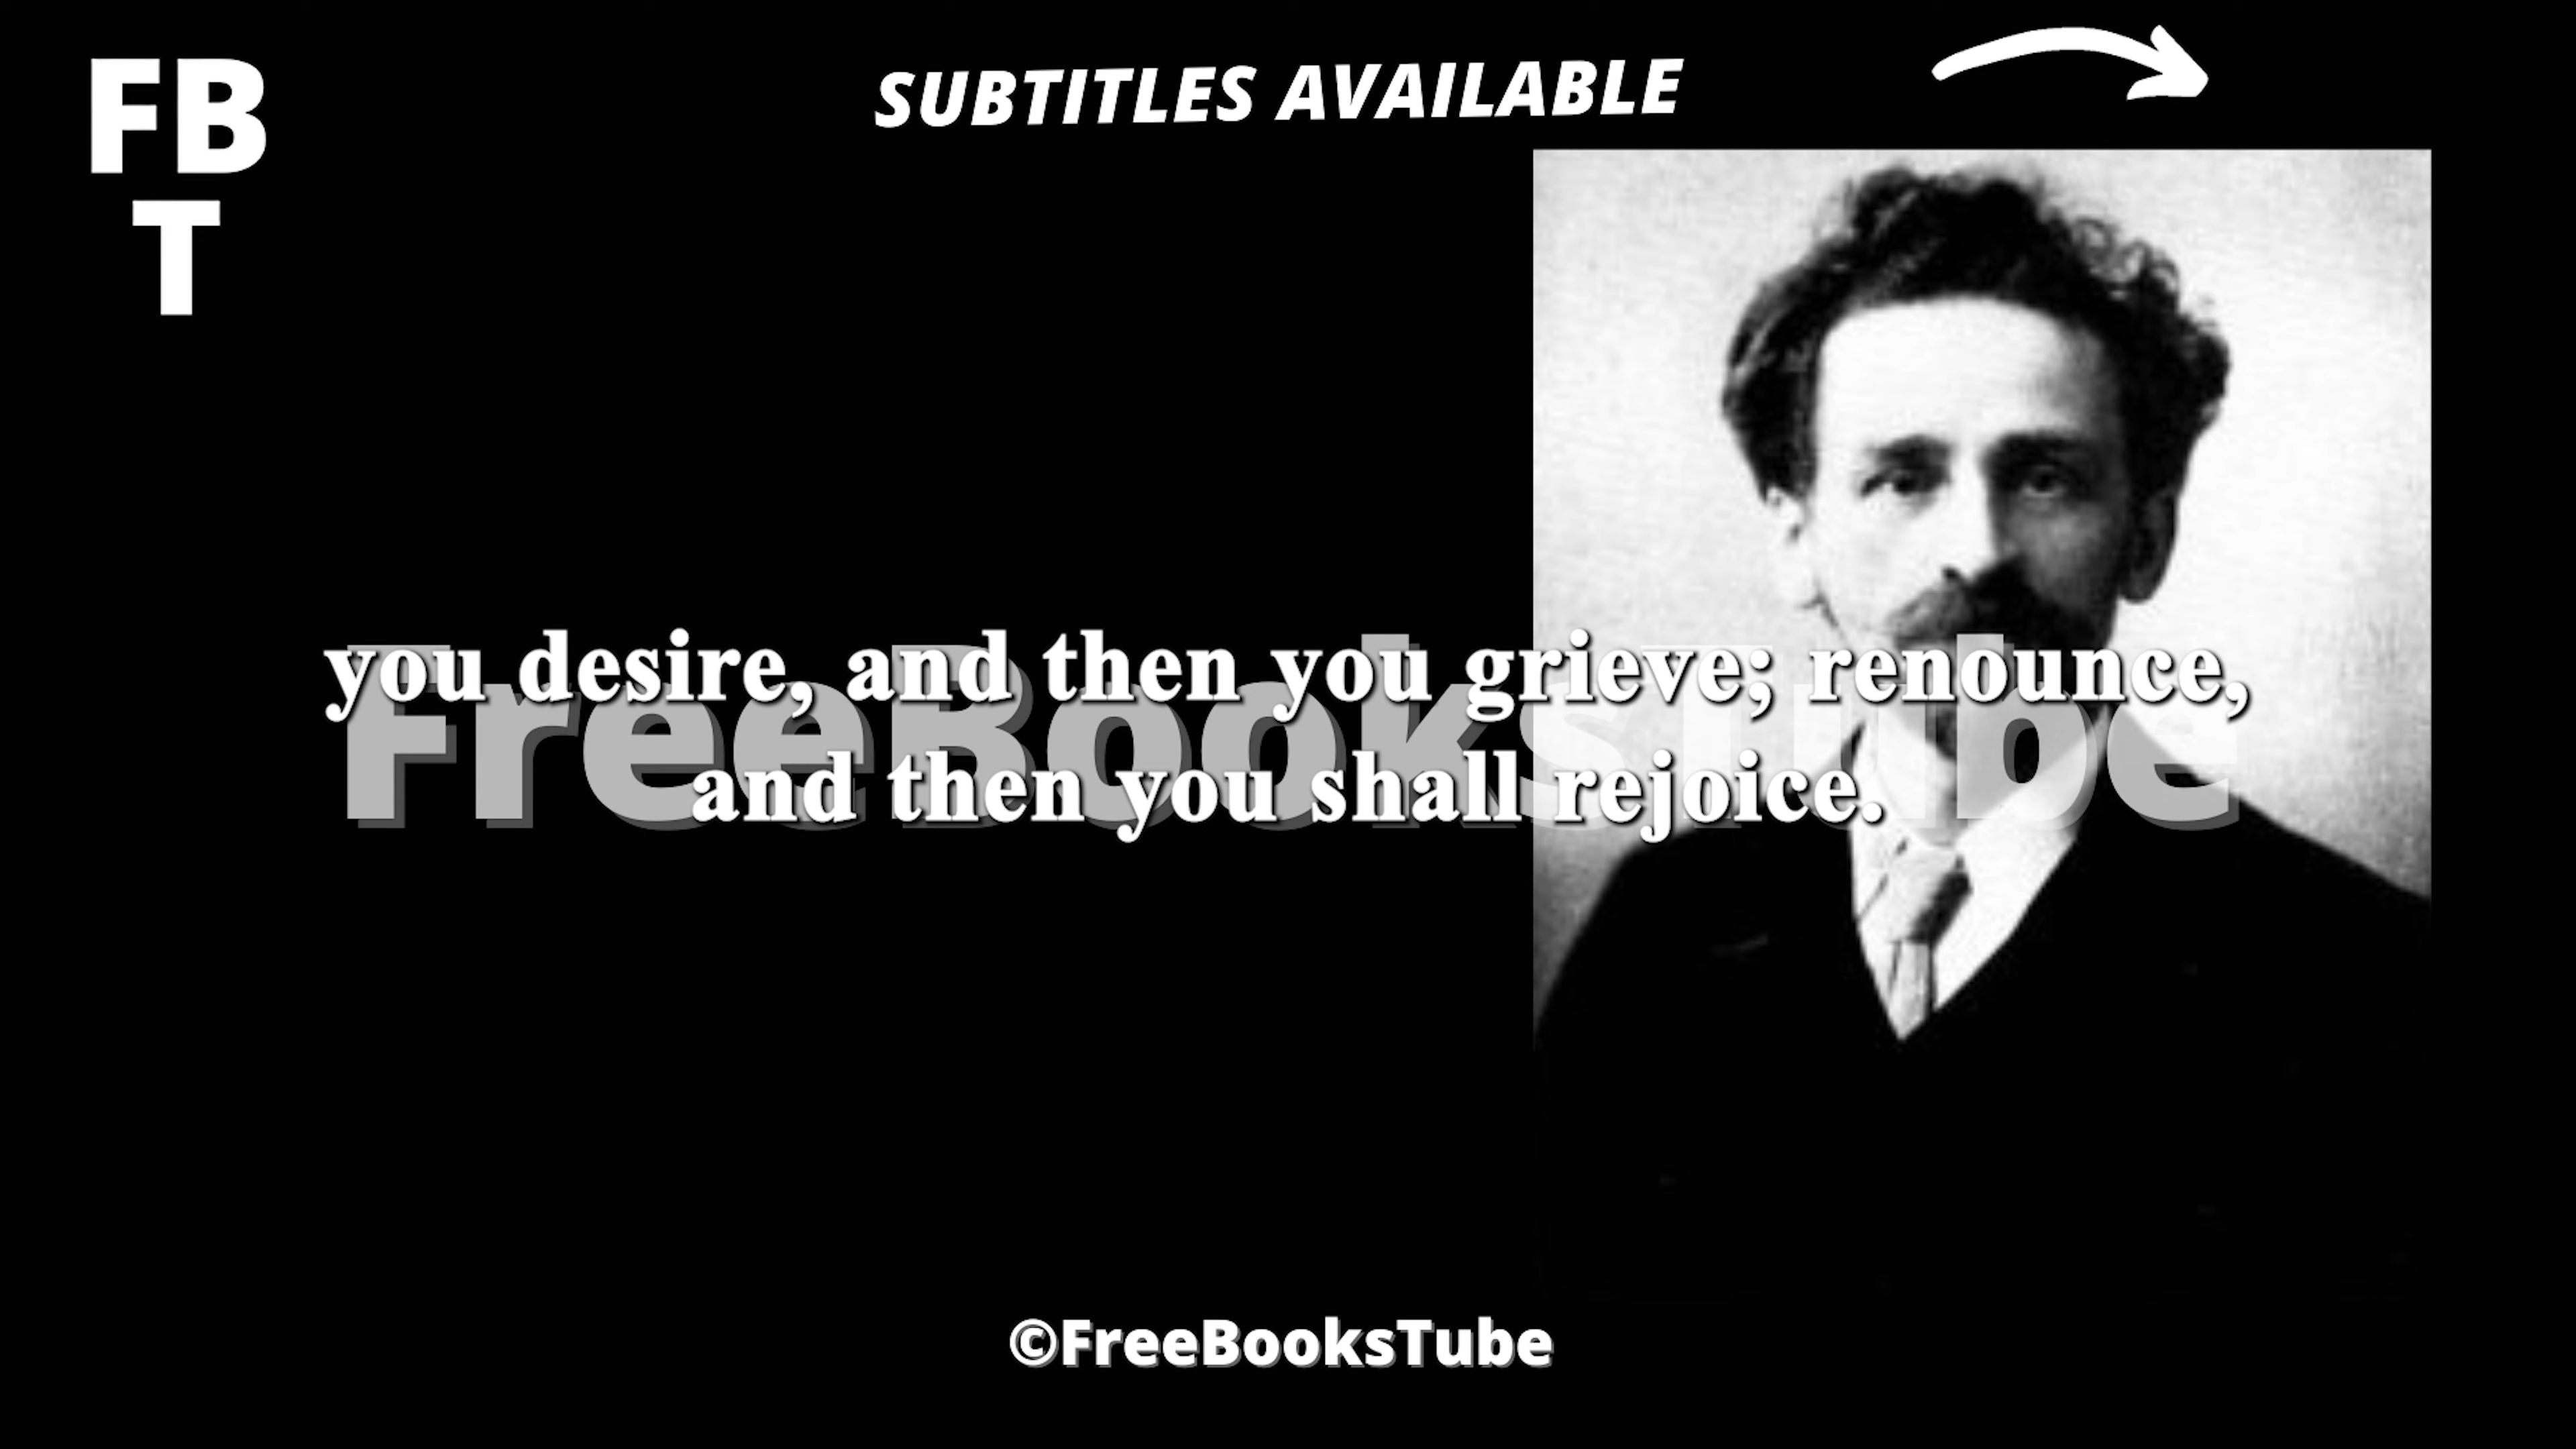 FB
T
SUBTITLES AVAILABLE
FreeBooksTube
you desire, and then you grieve; renounce,
and then you shall rejoice.
©FreeBooksTube